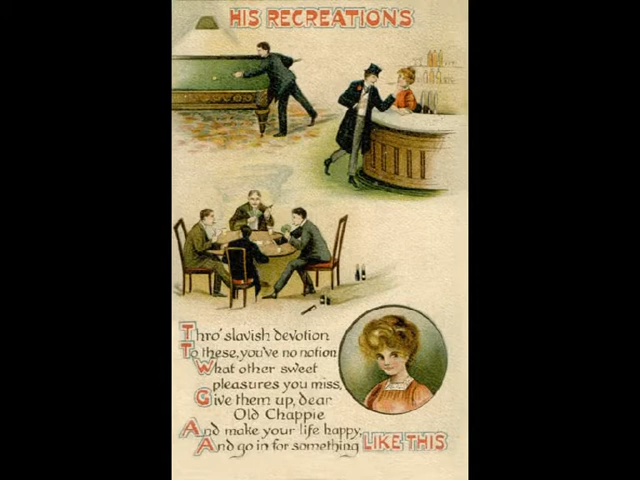 HIS RECREATIONS
Thro' slavish devotion
To these, you've no notion
What other sweet
pleasures you miss,
Give them up, dear
Old Chappie
And make your life happy,
And go in for something LIKE THIS